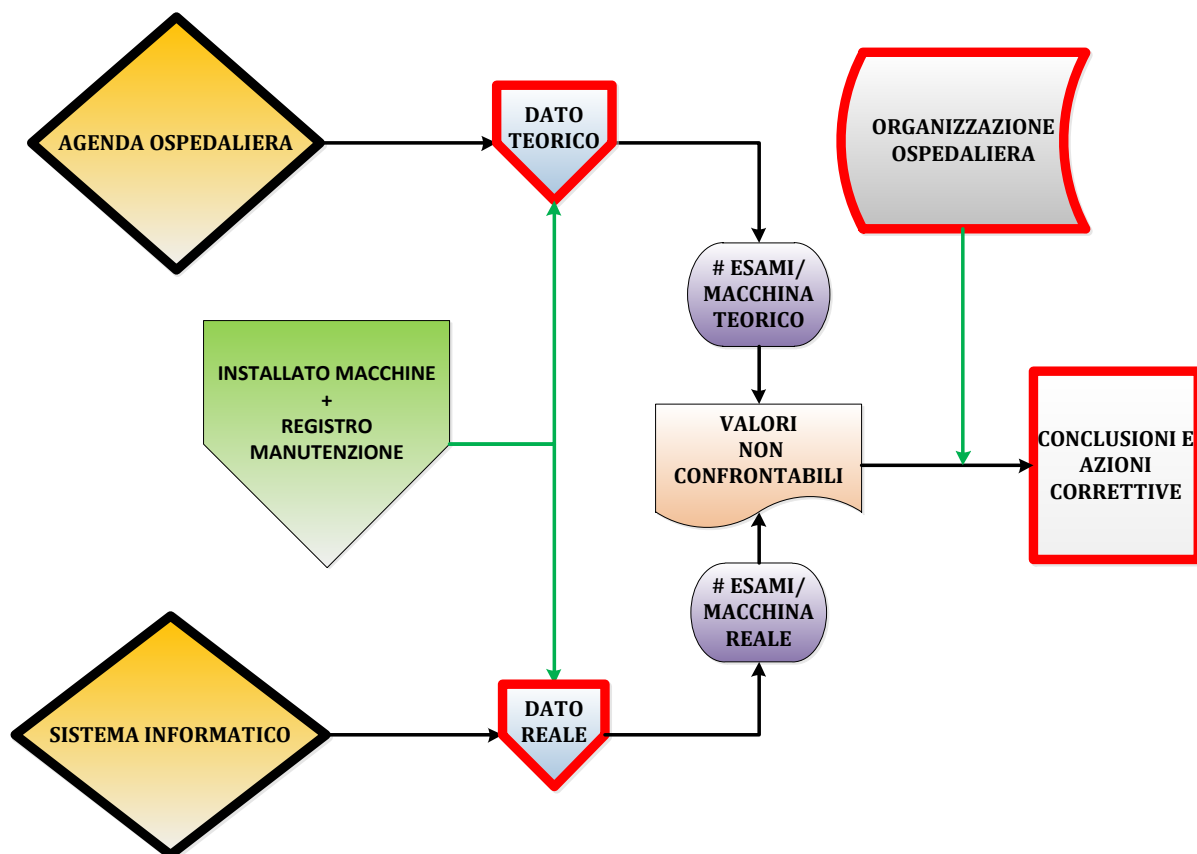 AGENDA OSPEDALIERA
DATO
TEORICO
ORGANIZZAZIONE
OSPEDALIERA
# ESAMI/
MACCHINA
TEORICO
INSTALLATO MACCHINE
+
REGISTRO
MANUTENZIONE
VALORI
NON
CONFRONTABILI
CONCLUSIONI E
AZIONI
CORRETTIVE
# ESAMI/
MACCHINA
REALE
SISTEMA INFORMATICO
DATO
REALE